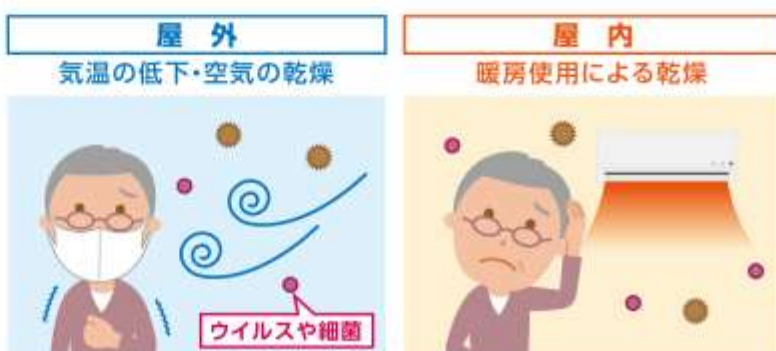 屋 外
気温の低下・空気の乾燥
ウイルスや細菌
屋 内
暖房使用による乾燥